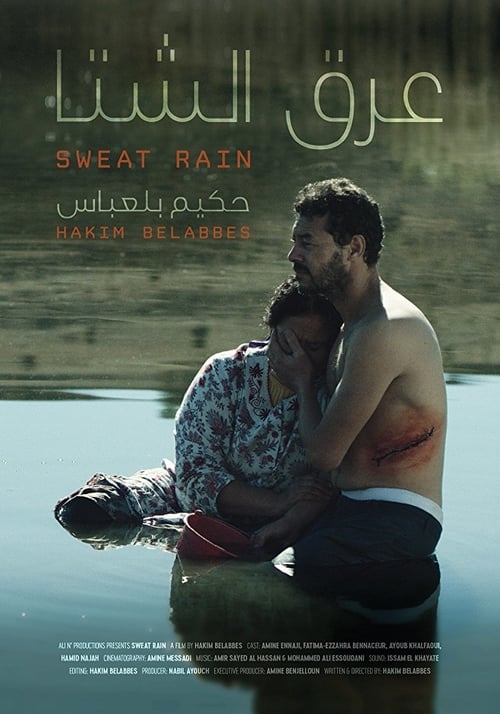 عرق الشتا
SWEAT RAIN
حكيم بلعباس
HAKIM BELABBES
ALI N' PRODUCTIONS PRESENTS SWEAT RAIN A FILM BY HAKIM BELABBES CAST: AMINE ENNAJI, FATIMA-EZZAHRA BENNACEUR, AYOUB KHALFAOUI,
HAMID NAJAH CINEMATOGRAPHY: AMINE MESSADI MUSIC: AMIR SAYED AL HASSAN & MOHAMMED ALI ESSOUDANI SOUND: ISSAM EL KHAYATE
EDITING: HAKIM BELABBES PRODUCER: NABIL AYOUCH EXECUTIVE PRODUCER: AMINE BENJELLOUN WRITTEN & DIRECTED BY: HAKIM BELABBES